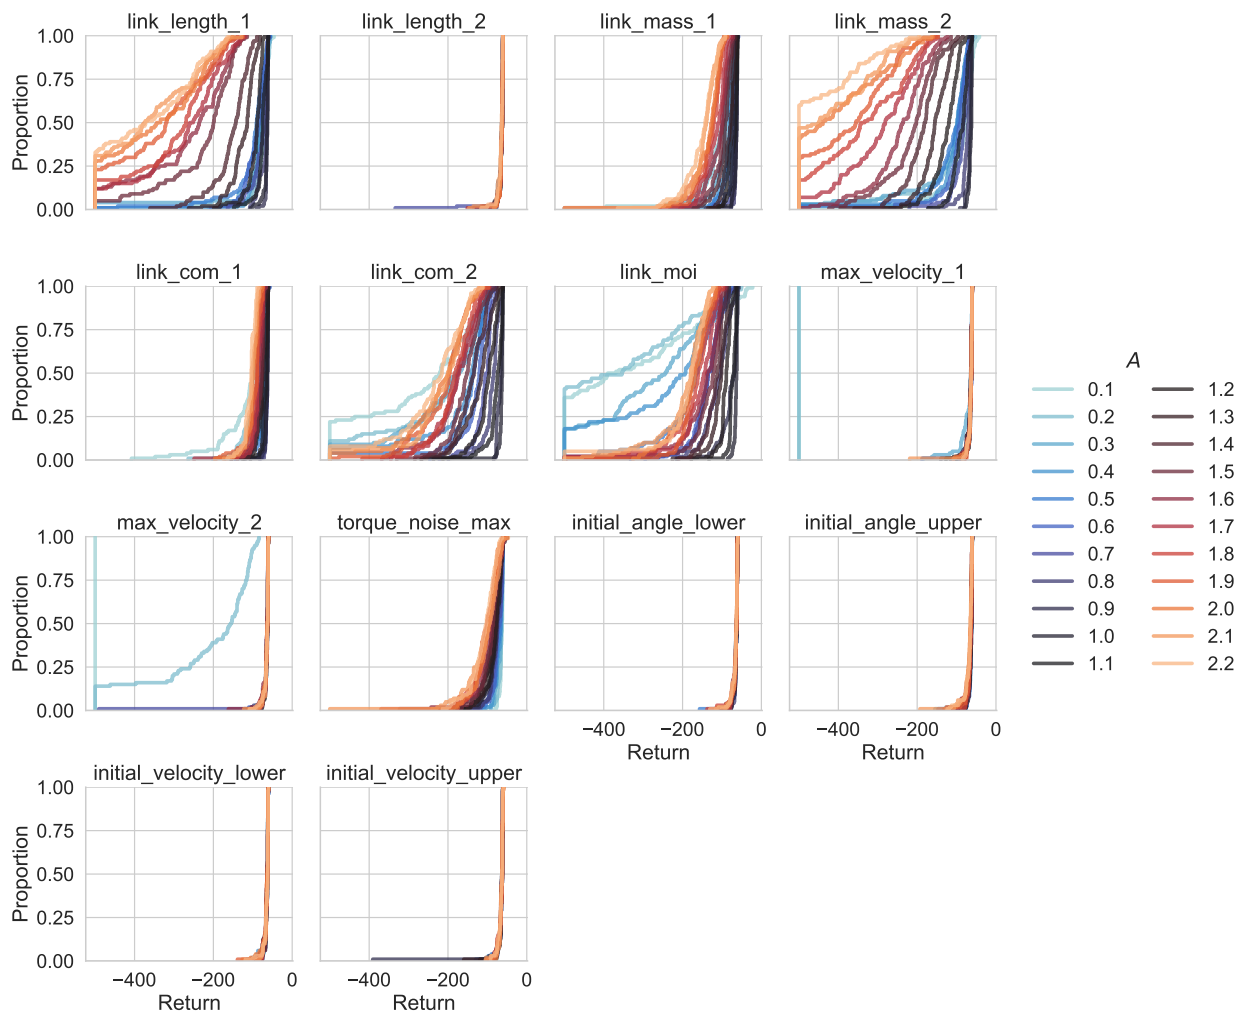 link_length_1 link_length_2 link_mass_1 link_mass_2
1.00
0.75
0.50
0.25
0.00
Proportion
link_com_1 link_com_2 link_moi max_velocity_1
1.00
0.75
0.50
0.25
0.00
Proportion
max_velocity_2 torque_noise_max initial_angle_lower initial_angle_upper
1.00
0.75
0.50
0.25
0.00
Proportion
−400 −200 0 −400 −200 0
Return Return
initial_velocity_lower initial_velocity_upper
1.00
0.75
0.50
0.25
0.00
Proportion
−400 −200 0 −400 −200 0
Return Return
A
0.1 1.2
0.2 1.3
0.3 1.4
0.4 1.5
0.5 1.6
0.6 1.7
0.7 1.8
0.8 1.9
0.9 2.0
1.0 2.1
1.1 2.2